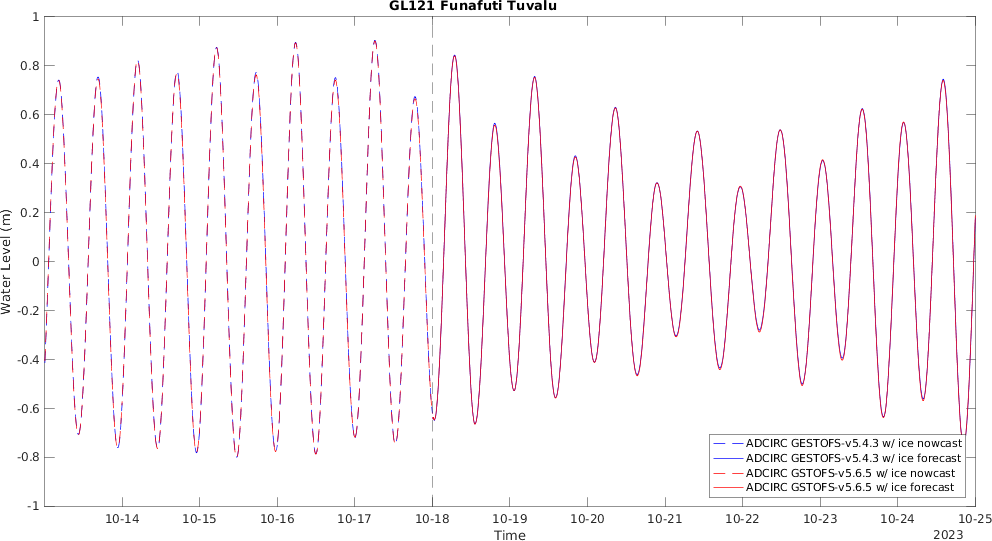 GL121 Funafuti Tuvalu
1
0.8
0.6
0.4
0.2
0
-0.2
-0.4
-0.6
-0.8
-1
Water Level (m)
ADCIRC GESTOFS-v5.4.3 w/ ice nowcast
ADCIRC GESTOFS-v5.4.3 w/ ice forecast
ADCIRC GSTOFS-v5.6.5 w/ ice nowcast
ADCIRC GSTOFS-v5.6.5 w/ ice forecast
10-14 10-15 10-16 10-17 10-18 10-19 10-20 10-21 10-22 10-23 10-24 10-25
Time
2023